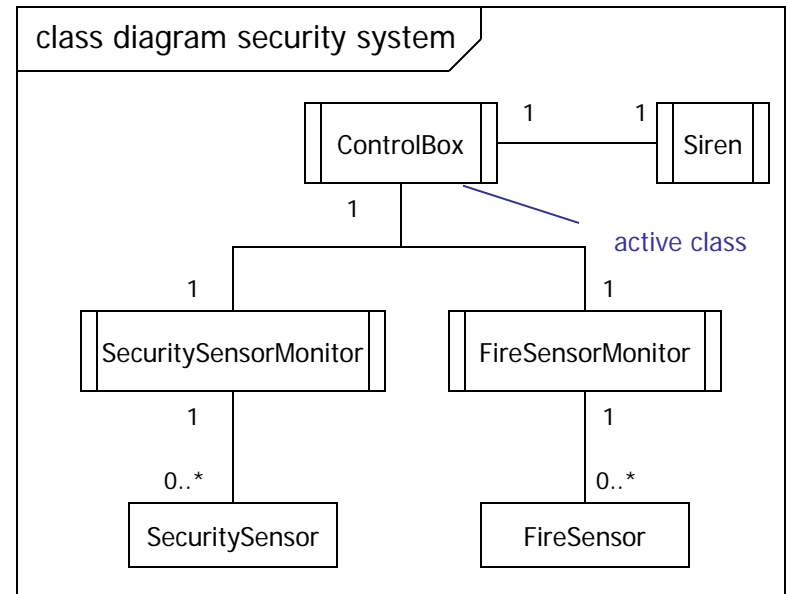 class diagram security system
1
1
ControlBox
Siren
1
active class
1
1
SecuritySensorMonitor
FireSensorMonitor
1
1
0..*
0..*
SecuritySensor
FireSensor